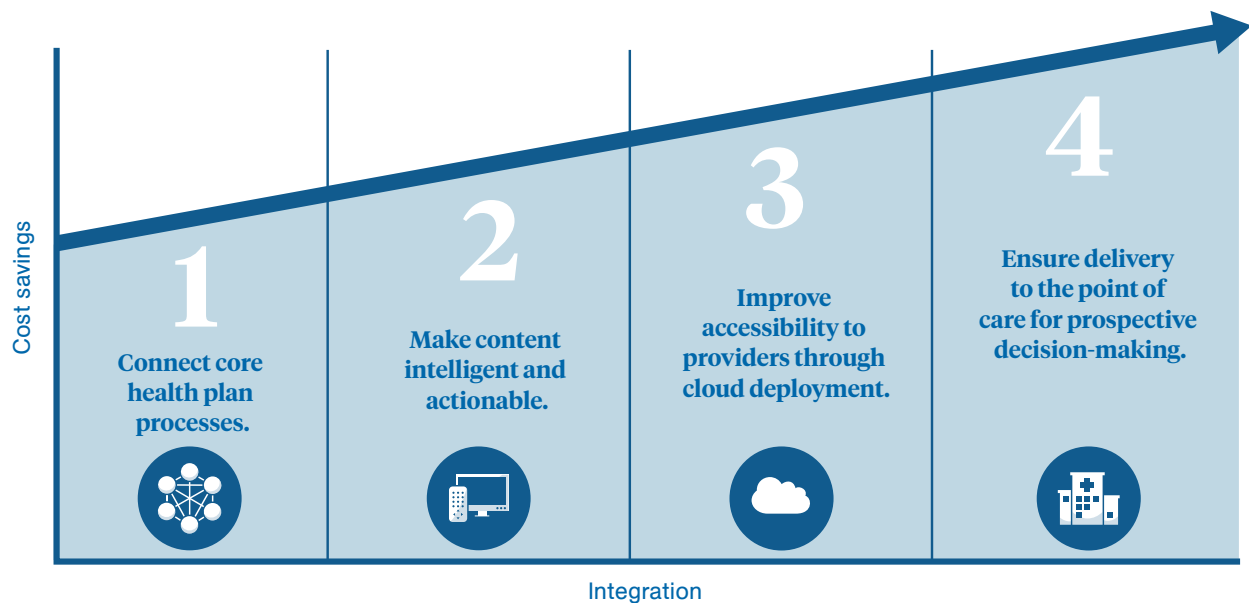 Cost savings
1
Connect core
health plan
processes.
2
Make content
intelligent and
actionable.
3
Improve
accessibility to
providers through
cloud deployment.
4
Ensure delivery
to the point of
care for prospective
decision-making.
Integration